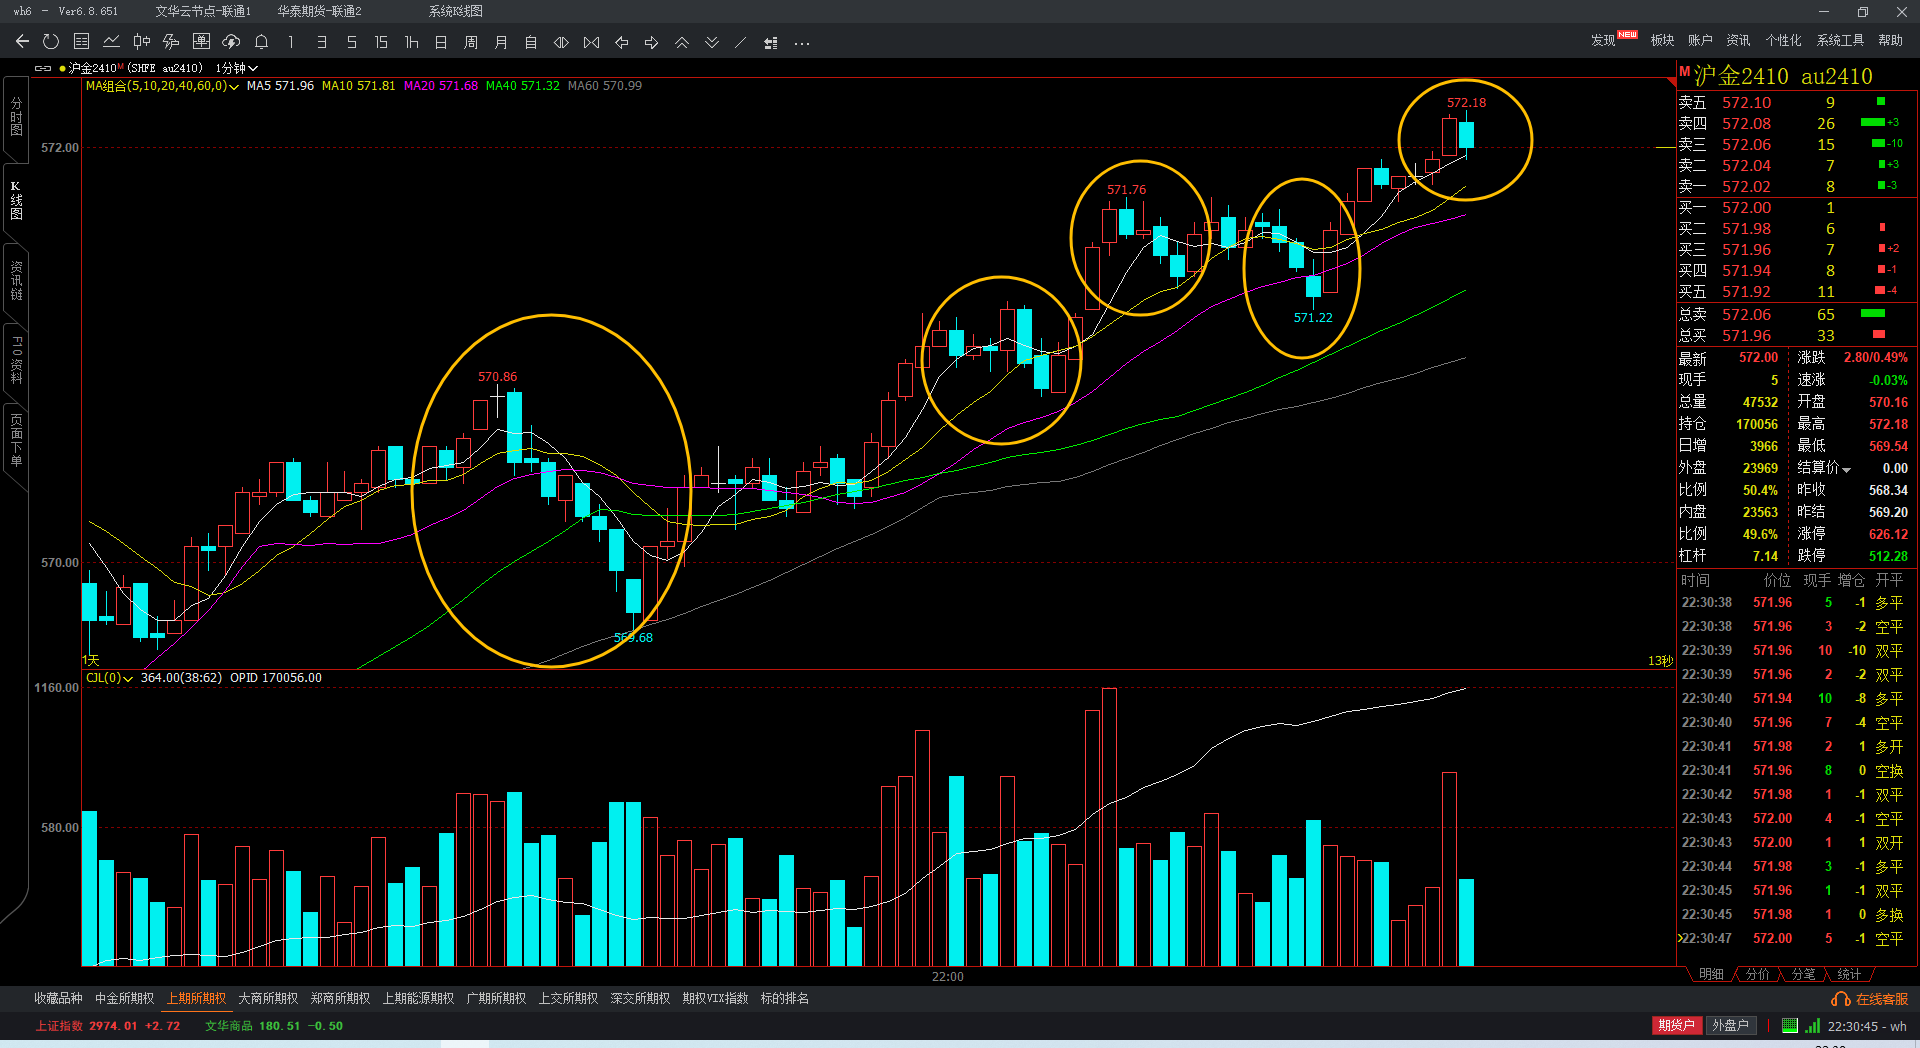 wh6 - Ver6.8.651 文华云节点-联通1 华泰期货-联通2 系统K线图
1 3 5 15 1h 日 周 月 自 ...
单
发现 NEW 板块 账户 资讯 个性化 系统工具 帮助
沪金2410M (SHFE au2410) 1分钟
MA组合(5,10,20,40,60,0) MA5 571.96 MA10 571.81 MA20 571.68 MA40 571.32 MA60 570.99
分时图
K线图
资讯链
F10资料
页面下单
572.18
572.00
571.76
571.22
570.86
570.00
569.68
1天
13秒
CJL(0) 364.00(38:62) OPID 170056.00
1160.00
580.00
22:00
M 沪金2410 au2410
卖五 572.10 9
卖四 572.08 26 +3
卖三 572.06 15 -10
卖二 572.04 7 +3
卖一 572.02 8 -3
买一 572.00 1
买二 571.98 6
买三 571.96 7 +2
买四 571.94 8 -1
买五 571.92 11 -4
总卖 572.06 65
总买 571.96 33
最新 572.00 涨跌 2.80/0.49%
现手 5 速涨 -0.03%
总量 47532 开盘 570.16
持仓 170056 最高 572.18
日增 3966 最低 569.54
外盘 23969 结算价 0.00
比例 50.4% 昨收 568.34
内盘 23563 昨结 569.20
比例 49.6% 涨停 626.12
杠杆 7.14 跌停 512.28
时间 价位 现手 增仓 开平
22:30:38 571.96 5 -1 多平
22:30:38 571.96 3 -2 空平
22:30:39 571.96 10 -10 双平
22:30:39 571.96 2 -2 双平
22:30:40 571.94 10 -8 多平
22:30:40 571.96 7 -4 空平
22:30:41 571.98 2 1 多开
22:30:41 571.96 8 0 空换
22:30:42 571.98 1 -1 双平
22:30:43 572.00 4 -1 空平
22:30:43 572.00 1 1 双开
22:30:44 571.98 3 -1 多平
22:30:45 571.96 1 -1 双平
22:30:45 571.98 1 0 多换
22:30:47 572.00 5 -1 空平
明细 分价 分笔 统计
收藏品种 中金所期权 上期所期权 大商所期权 郑商所期权 上期能源期权 广期所期权 上交所期权 深交所期权 期权VIX指数 标的排名
在线客服
上证指数 2974.01 +2.72 文华商品 180.51 -0.50
期货户 外盘户 22:30:45 - wh